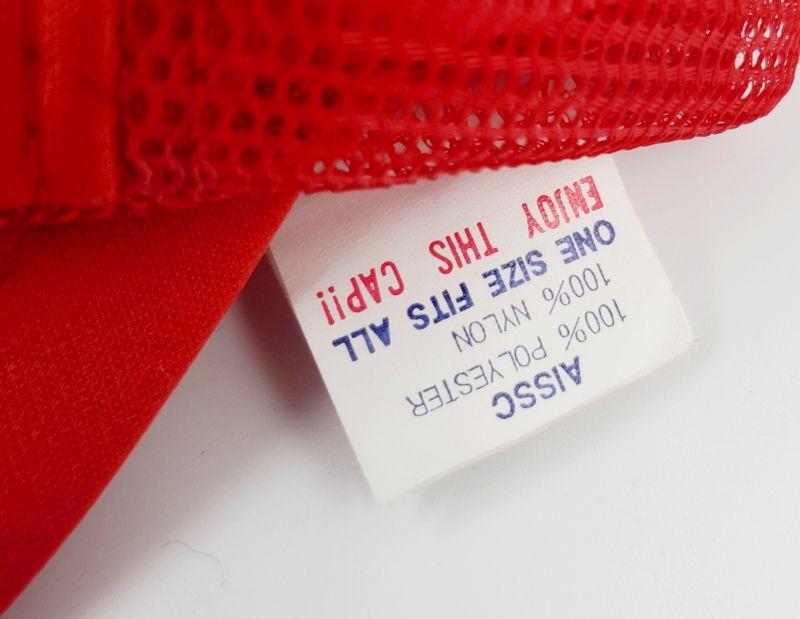 AISSC
100% POLYESTER
100% NYLON
ONE SIZE FITS ALL
ENJOY THIS CAP!!